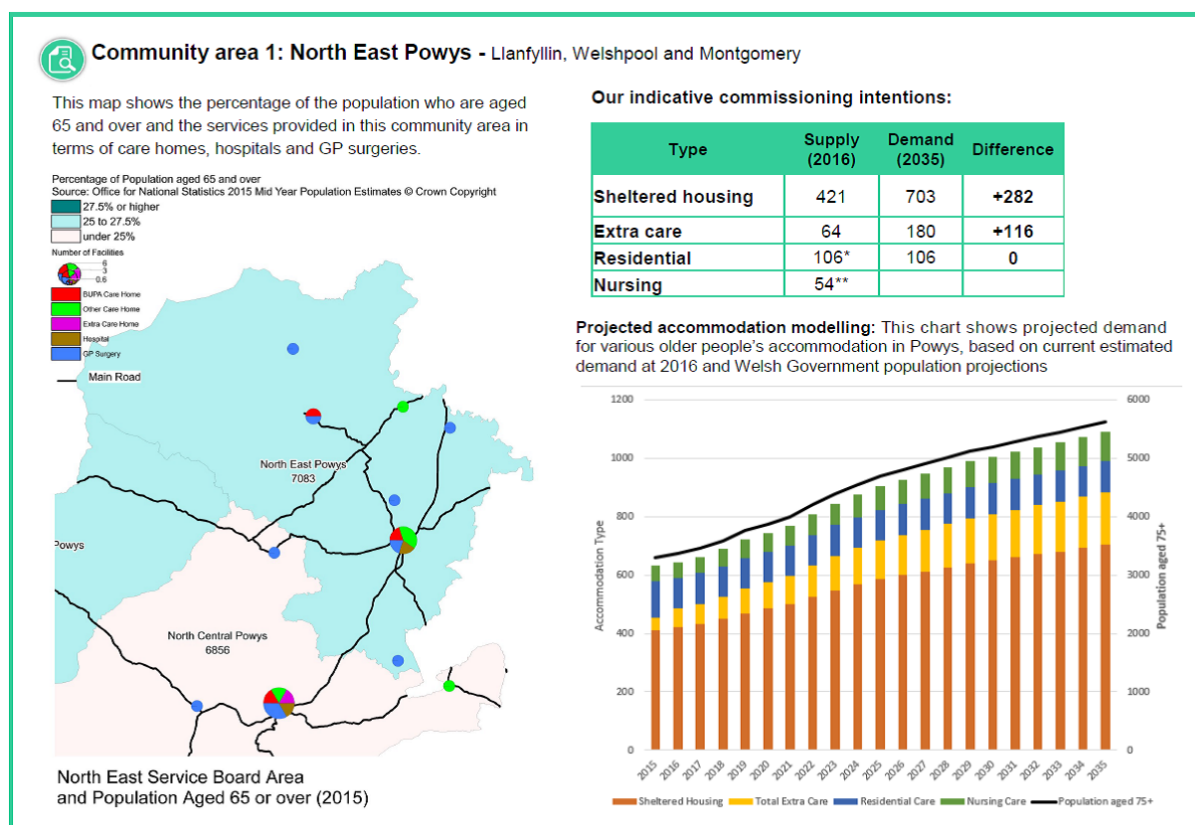 Community area 1: North East Powys - Llanfyllin, Welshpool and Montgomery
This map shows the percentage of the population who are aged
65 and over and the services provided in this community area in
terms of care homes, hospitals and GP surgeries.
Percentage of Population aged 65 and over
Source: Office for National Statistics 2015 Mid Year Population Estimates © Crown Copyright
27.5% or higher
25 to 27.5%
under 25%
Number of Facilities
6
3
0.6
BUPA Care Home
Other Care Home
Extra Care Home
Hospital
GP Surgery
Main Road
North East Powys
7083
Powys
North Central Powys
6856
North East Service Board Area
and Population Aged 65 or over (2015)
Our indicative commissioning intentions:
Type Supply (2016) Demand (2035) Difference
Sheltered housing 421 703 +282
Extra care 64 180 +116
Residential 106* 106 0
Nursing 54**
Projected accommodation modelling: This chart shows projected demand
for various older people's accommodation in Powys, based on current estimated
demand at 2016 and Welsh Government population projections
1200 6000
1000 5000
800 4000
600 3000
400 2000
200 1000
0 0
Accommodation Type
Population aged 75+
2015 2016 2017 2018 2019 2020 2021 2022 2023 2024 2025 2026 2027 2028 2029 2030 2031 2032 2033 2034 2035
Sheltered Housing Total Extra Care Residential Care Nursing Care Population aged 75+